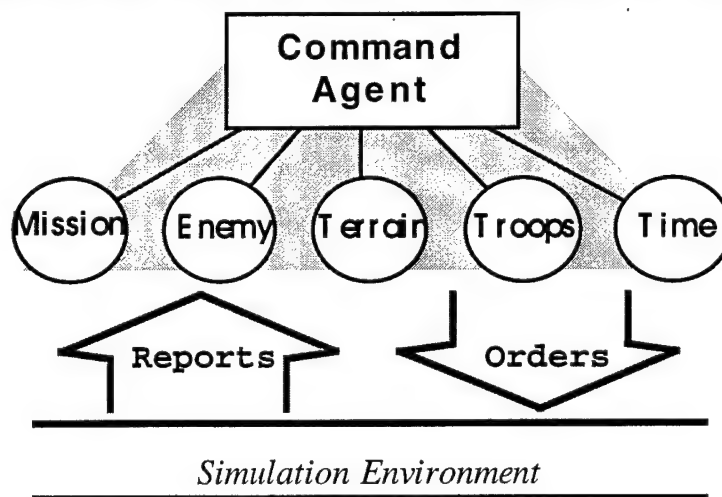 Command
Agent
Mission Enemy Terrain Troops Time
Reports Orders
Simulation Environment